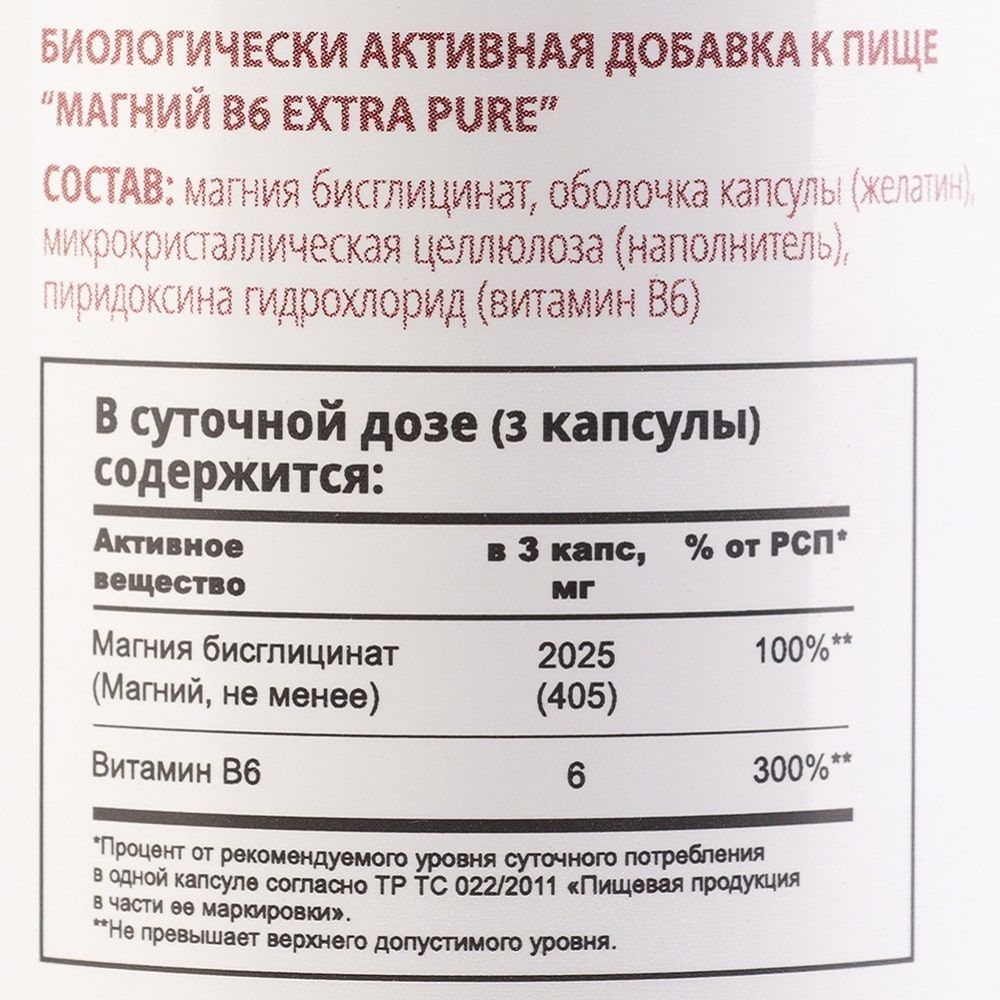 БИОЛОГИЧЕСКИ АКТИВНАЯ ДОБАВКА К ПИЩЕ
“МАГНИЙ В6 EXTRA PURE”
СОСТАВ: магния бисглицинат, оболочка капсулы (желатин),
микрокристаллическая целлюлоза (наполнитель),
пиридоксина гидрохлорид (витамин В6)
В суточной дозе (3 капсулы)
содержится:
Активное вещество в 3 капс, мг % от РСП*
Магния бисглицинат 2025 100%**
(Магний, не менее) (405)
Витамин В6 6 300%**
*Процент от рекомендуемого уровня суточного потребления
в одной капсуле согласно ТР ТС 022/2011 «Пищевая продукция
в части ее маркировки».
**Не превышает верхнего допустимого уровня.